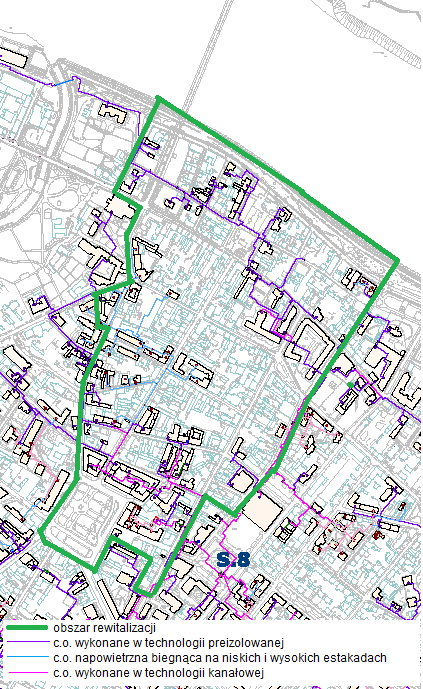 S.8
obszar rewitalizacji
c.o. wykonane w technologii preizolowanej
c.o. napowietrzna biegnąca na niskich i wysokich estakadach
c.o. wykonane w technologii kanałowej